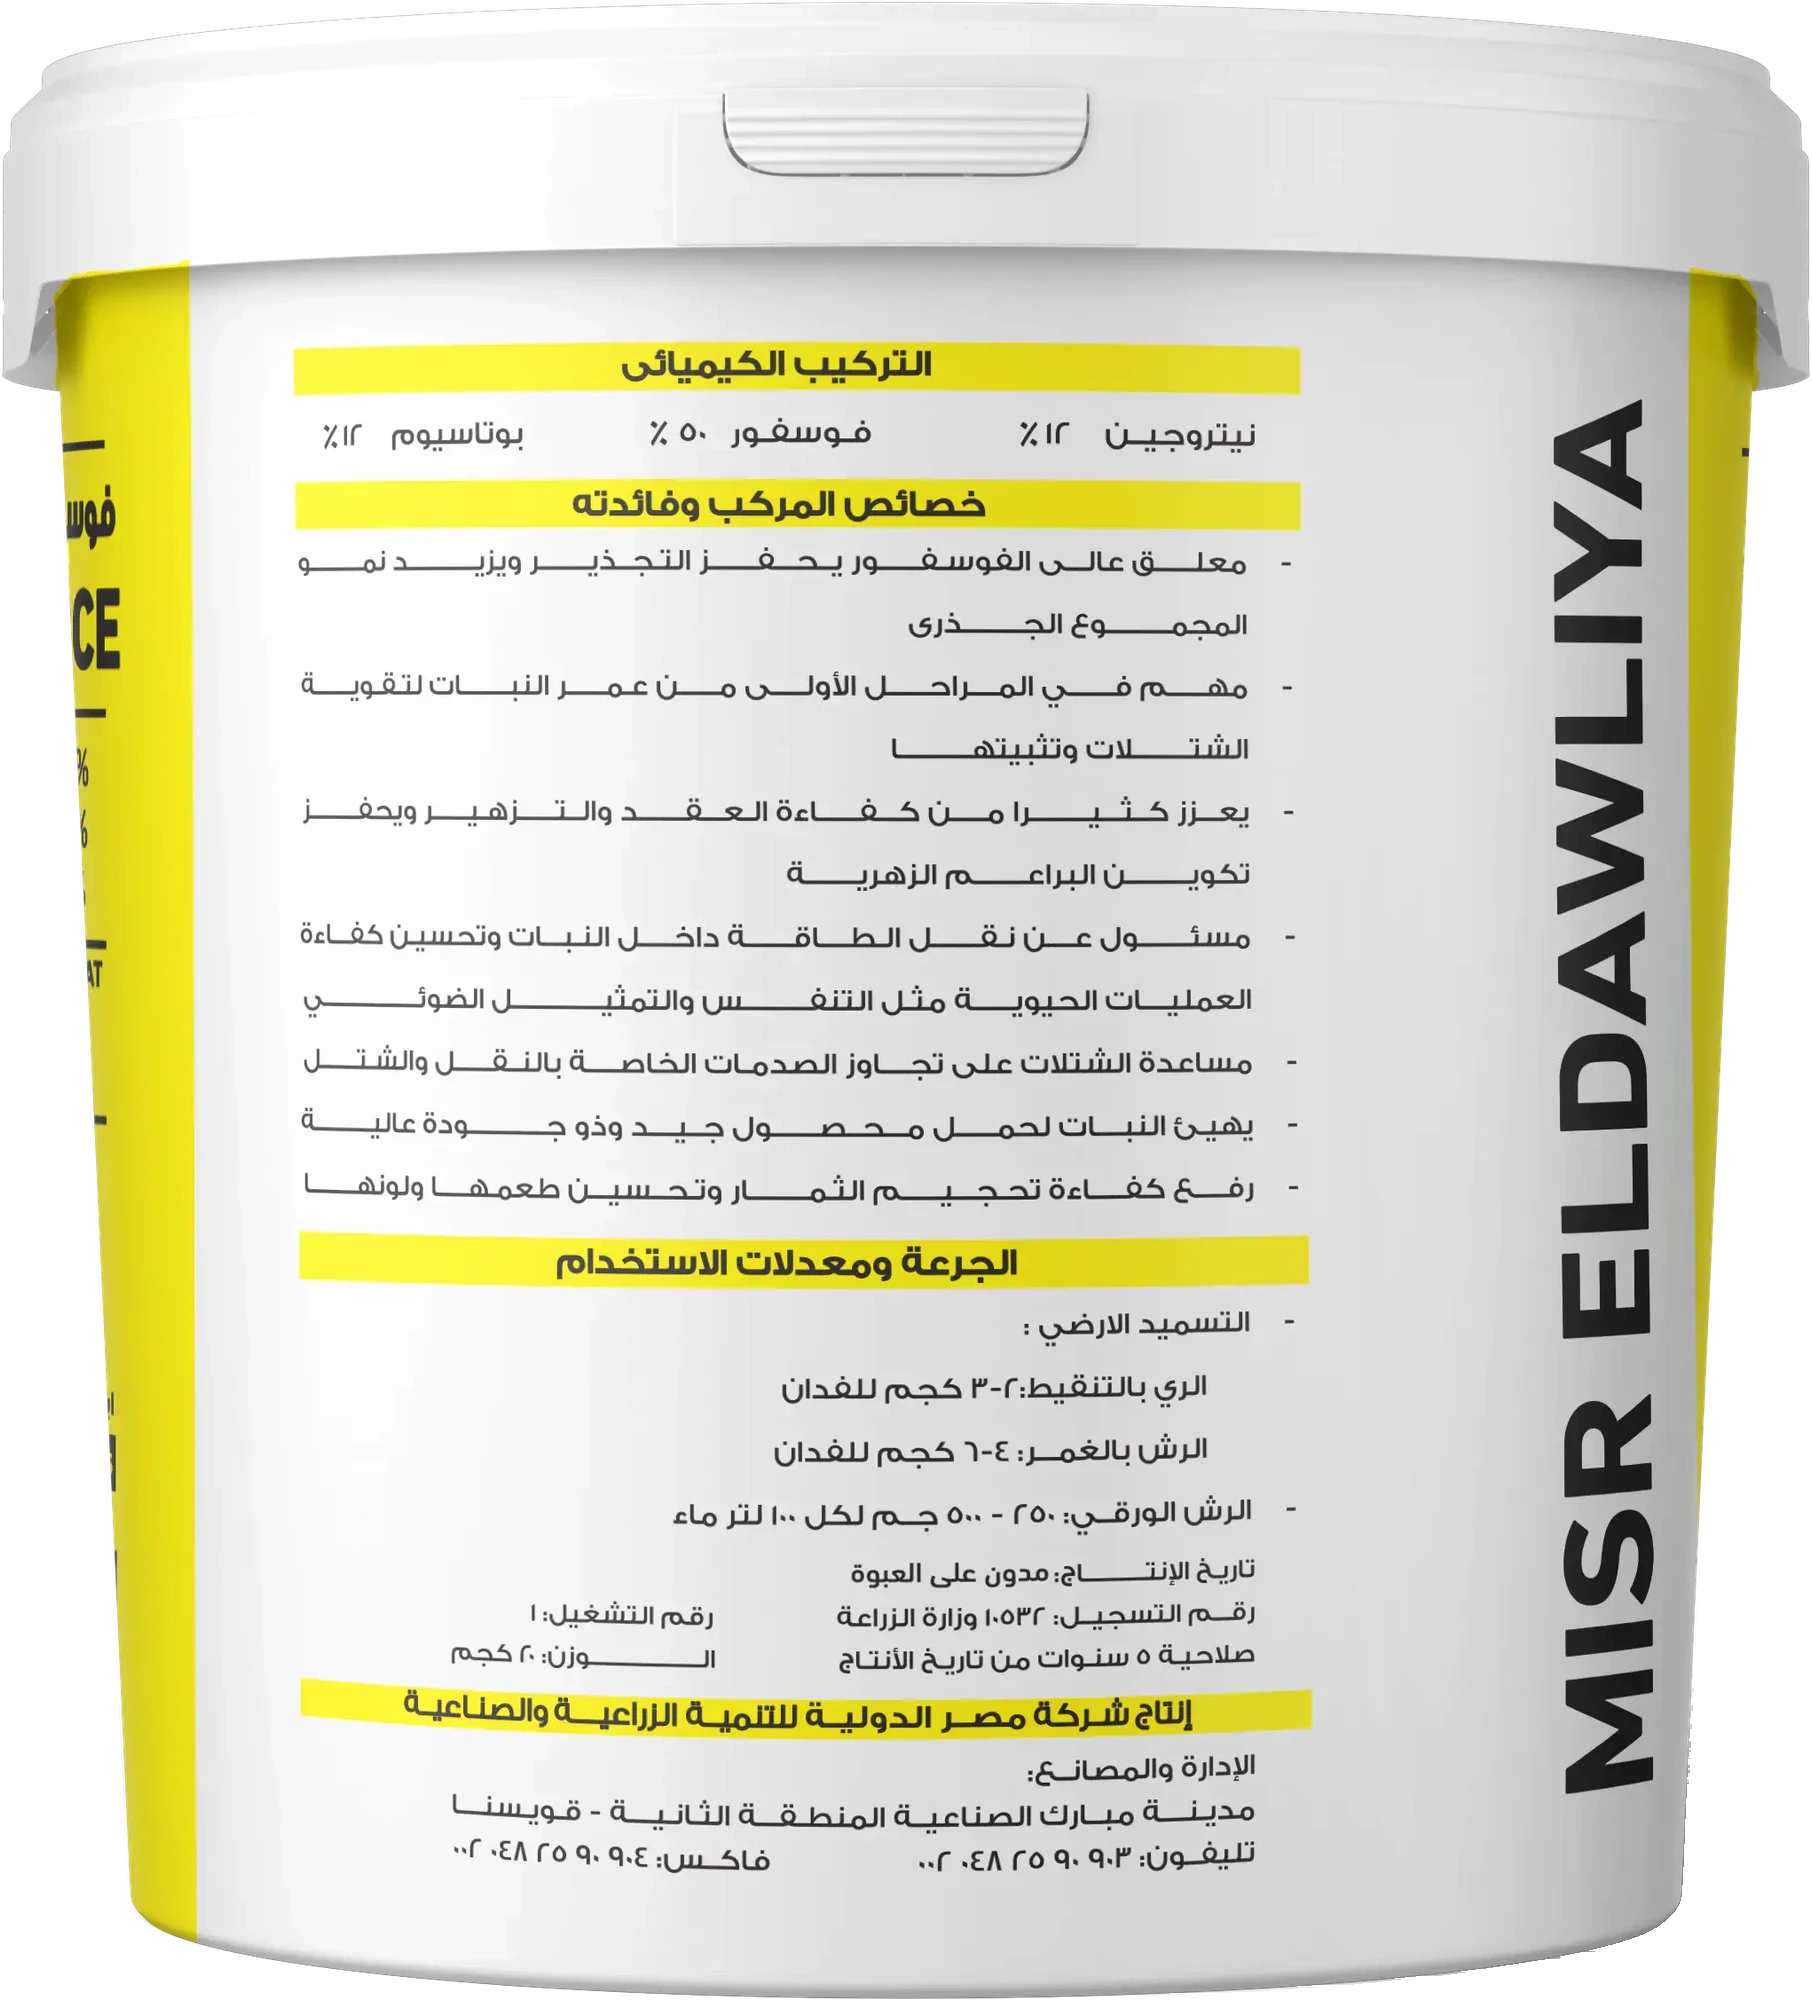 التركيب الكيميائى
نيتروجين ١٢٪ فوسفور ٥٠ ٪ بوتاسيوم ١٢٪
خصائص المركب وفائدته
- معلق عالى الفوسفور يحفز التجذير ويزيد نمو
المجموع الجذرى
- مهم في المراحل الأولى من عمر النبات لتقوية
الشتلات وتثبيتها
- يعزز كثيرا من كفاءة العقد والتزهير ويحفز
تكوين البراعم الزهرية
- مسئول عن نقل الطاقة داخل النبات وتحسين كفاءة
العمليات الحيوية مثل التنفس والتمثيل الضوئي
- مساعدة الشتلات على تجاوز الصدمات الخاصة بالنقل والشتل
- يهيئ النبات لحمل محصول جيد وذو جودة عالية
- رفع كفاءة تحجيم الثمار وتحسين طعمها ولونها
الجرعة ومعدلات الاستخدام
- التسميد الارضي :
الري بالتنقيط:٢-٣ كجم للفدان
الرش بالغمر: ٤-٦ كجم للفدان
- الرش الورقي: ٢٥٠ - ٥٠٠ جم لكل ١٠٠ لتر ماء
تاريخ الإنتاج: مدون على العبوة
رقم التسجيل: ١٠٥٣٢ وزارة الزراعة رقم التشغيل: ١
صلاحية ٥ سنوات من تاريخ الأنتاج الوزن: ٢٠ كجم
إنتاج شركة مصر الدولية للتنمية الزراعية والصناعية
الإدارة والمصانع:
مدينة مبارك الصناعية المنطقة الثانية - قويسنا
تليفون: ٩٠٣ ٩٠ ٢٥ ٠٤٨ ٠٠٢ فاكس: ٩٠٤ ٩٠ ٢٥ ٠٤٨ ٠٠٢
MISR ELDAWLIYA
فوس
CE
%
%
AT